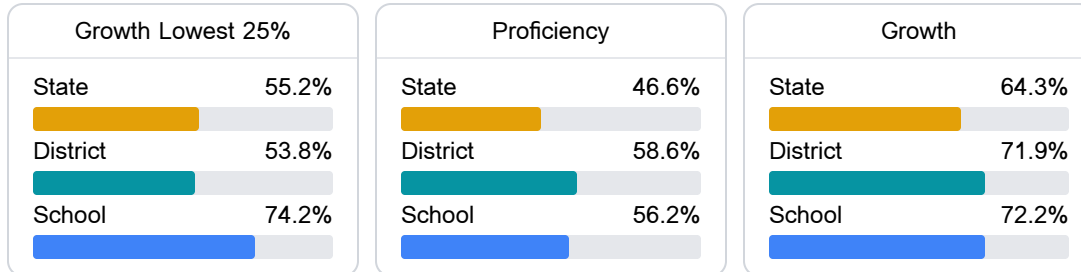 Growth Lowest 25%
State 55.2%
District 53.8%
School 74.2%
Proficiency
State 46.6%
District 58.6%
School 56.2%
Growth
State 64.3%
District 71.9%
School 72.2%